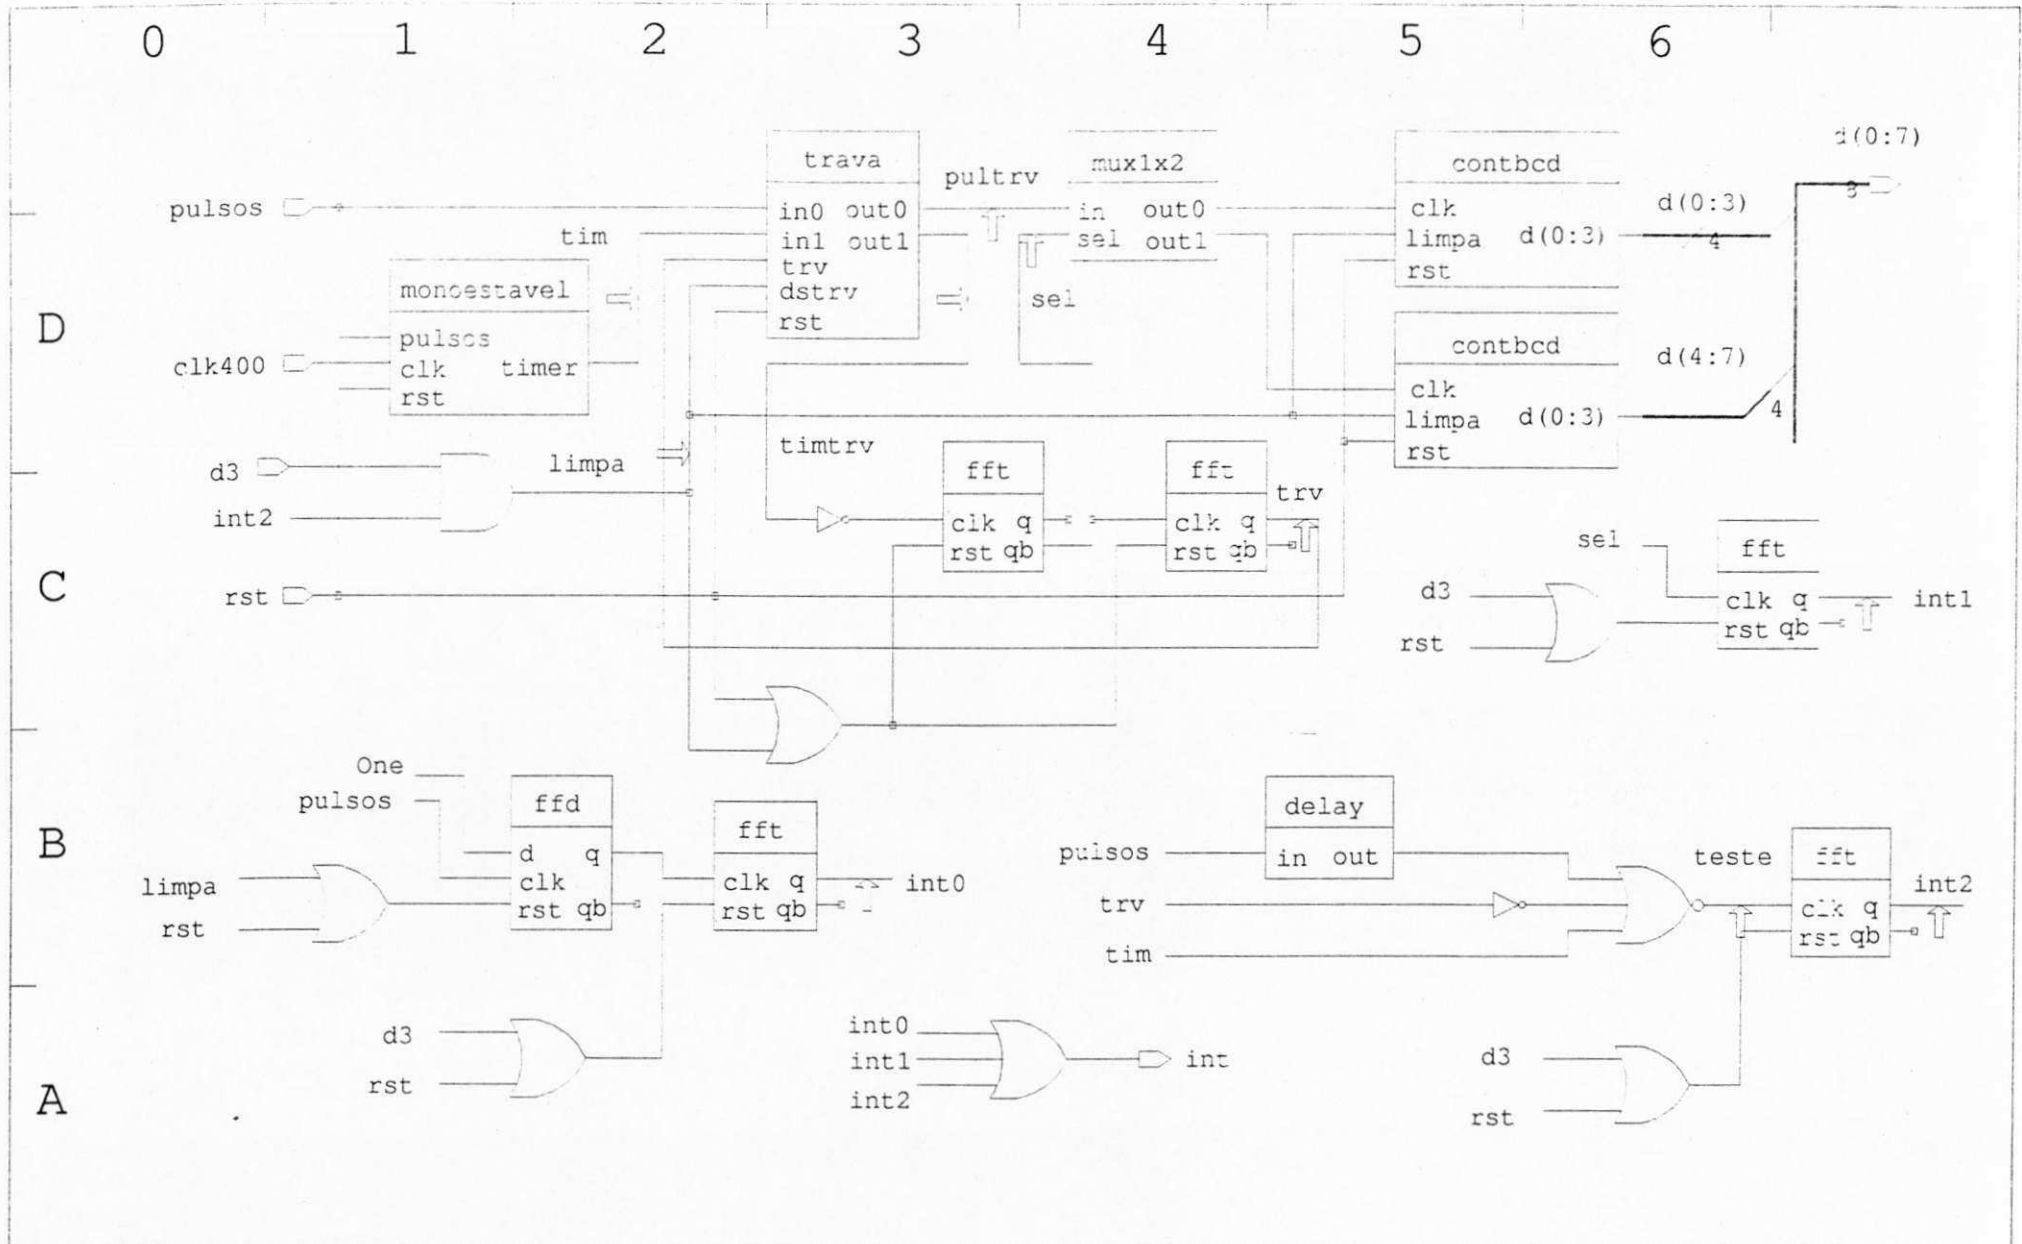 0 1 2 3 4 5 6
d(0:7)
trava
mux1x2
contbcd
pultrv
8
pulsos
in0 out0
in out0
clk
d(0:3)
tim
in1 out1
sel out1
limpa d(0:3)
4
trv
rst
monoestavel
dstrv
sel
rst
D
pulsos
contbcd
d(4:7)
clk400
clk timer
rst
clk
limpa d(0:3)
4
rst
timtrv
d3
limpa
fft
fft
trv
int2
clk q
rst qb
clk q
rst qb
sel
fft
C
rst
d3
clk q
int1
rst
rst qb
One
pulsos
ffd
fft
delay
B
d q
pulsos
in out
teste
fft
limpa
clk
clk q
int0
int2
rst qb
rst qb
trv
clk q
rst
rst qb
tim
d3
int0
int1
int
d3
rst
int2
A
rst